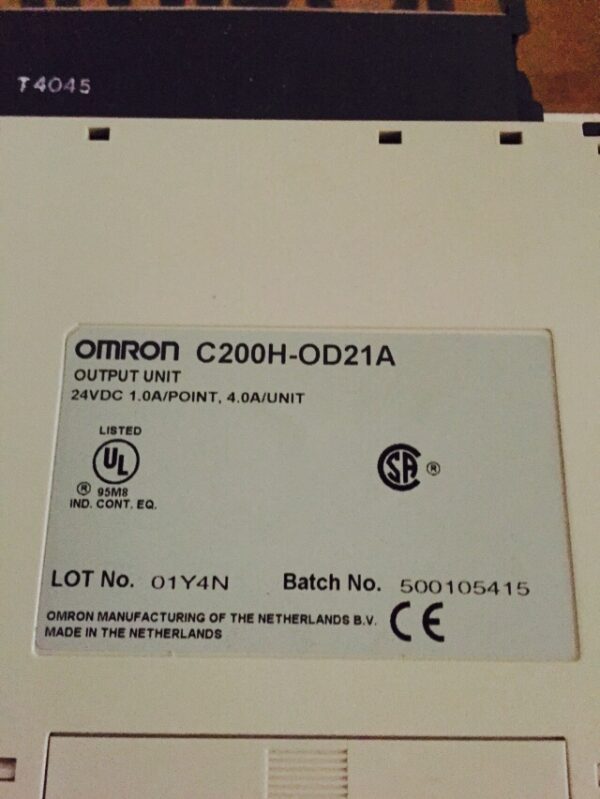 T4045
OMRON C200H-OD21A
OUTPUT UNIT
24VDC 1.0A/POINT, 4.0A/UNIT
LISTED
UL
® 95M8
IND. CONT. EQ.
SA ®
LOT No. 01Y4N Batch No. 500105415
OMRON MANUFACTURING OF THE NETHERLANDS B.V.
MADE IN THE NETHERLANDS
CE